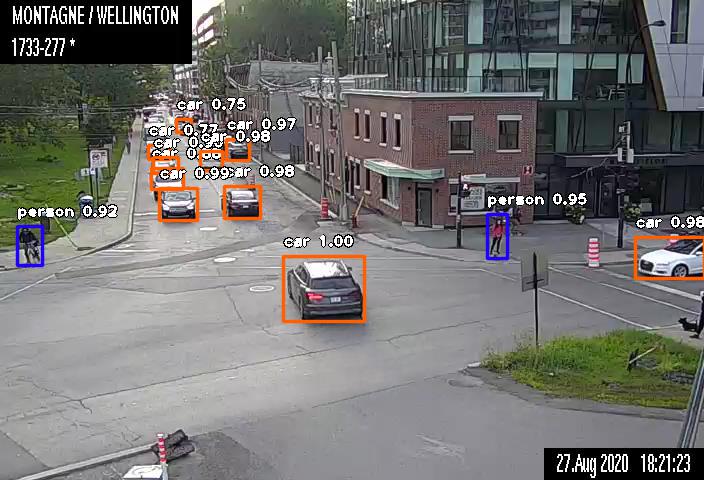 MONTAGNE / WELLINGTON
1733-277 *
car 0.75
car 0.97
car 0.98
car 0.99
car 0.98
person 0.92
person 0.95
car 0.98
car 1.00
27.Aug 2020 18:21:23